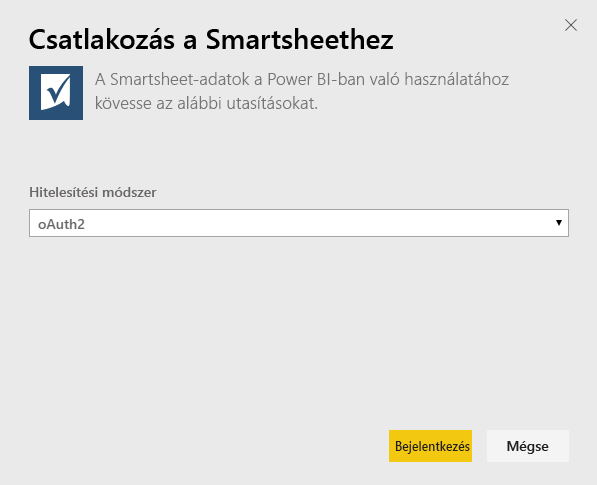 Csatlakozás a Smartsheethez
A Smartsheet-adatok a Power BI-ban való használatához
kövesse az alábbi utasításokat.
Hitelesítési módszer
oAuth2
Bejelentkezés
Mégse